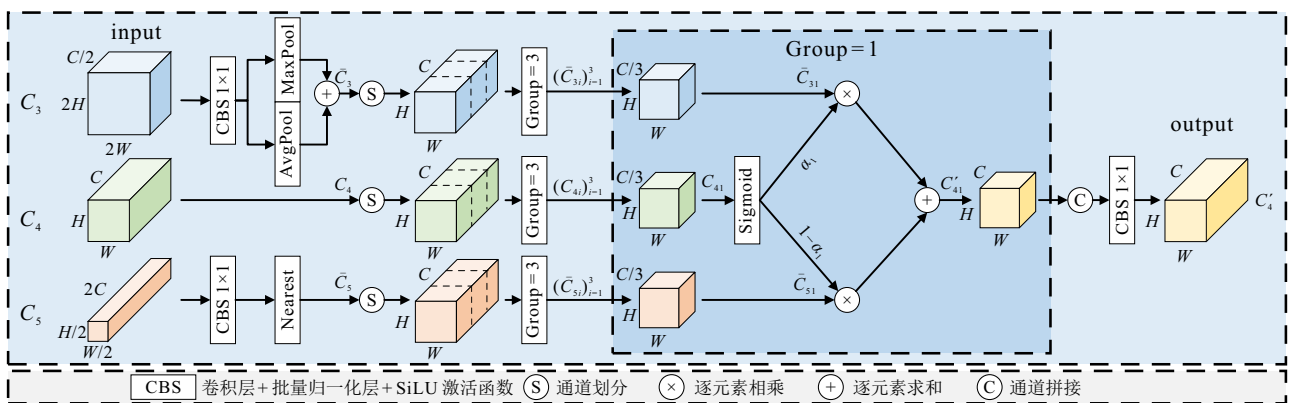 input
C/2
2H
2W
C₃
CBS 1×1
MaxPool
AvgPool
+
C̄₃
S
C
H
W
Group=3
(C̄₃ᵢ)³ᵢ₌₁
Group=1
C/3
H
W
C̄₃₁
×
C₄
C
H
W
C₄
S
C
H
W
Group=3
(C₄ᵢ)³ᵢ₌₁
C/3
H
W
C₄₁
Sigmoid
α₁
1-α₁
+
C′₄₁
C
H
W
C
CBS 1×1
output
C
H
W
C′₄
C₅
2C
H/2
W/2
CBS 1×1
Nearest
C̄₅
S
C
H
W
Group=3
(C̄₅ᵢ)³ᵢ₌₁
C/3
H
W
C̄₅₁
×
CBS 卷积层+批量归一化层+SiLU 激活函数 S 通道划分 × 逐元素相乘 + 逐元素求和 C 通道拼接